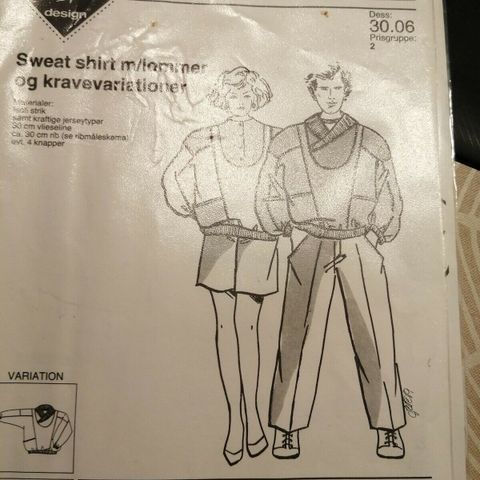 design
Dess:
30.06
Prisgruppe:
2
Sweat shirt m/lommer
og kravevariationer
Materialer:
strik
samt kraftige jerseytyper
30 cm vlieseline
ca. 30 cm rib (se ribmåleskema)
evt. 4 knapper
VARIATION